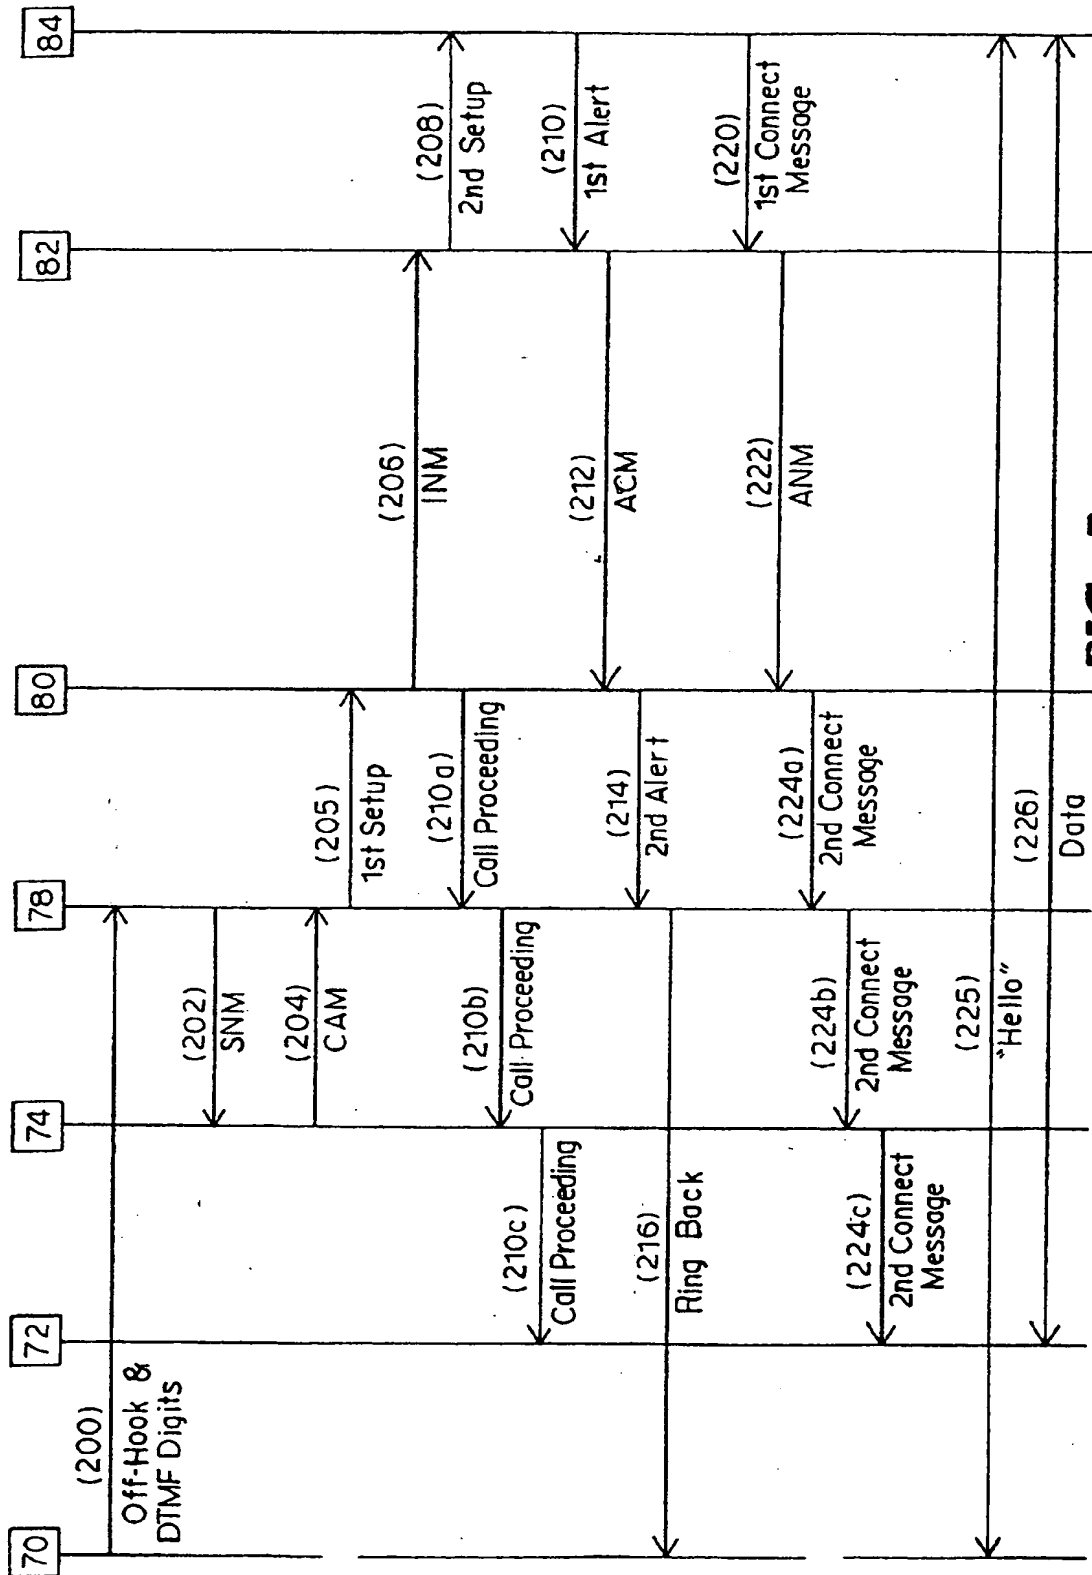 70
72
74
78
80
82
84
(200)
Off-Hook &
DTMF Digits
(202)
SNM
(204)
CAM
(205)
1st Setup
(206)
INM
(208)
2nd Setup
(210a)
Call Proceeding
(210b)
Call Proceeding
(210c)
Call Proceeding
(210)
1st Alert
(212)
ACM
(214)
2nd Alert
(216)
Ring Back
(220)
1st Connect
Message
(222)
ANM
(224a)
2nd Connect
Message
(224b)
2nd Connect
Message
(224c)
2nd Connect
Message
(225)
"Hello"
(226)
Data